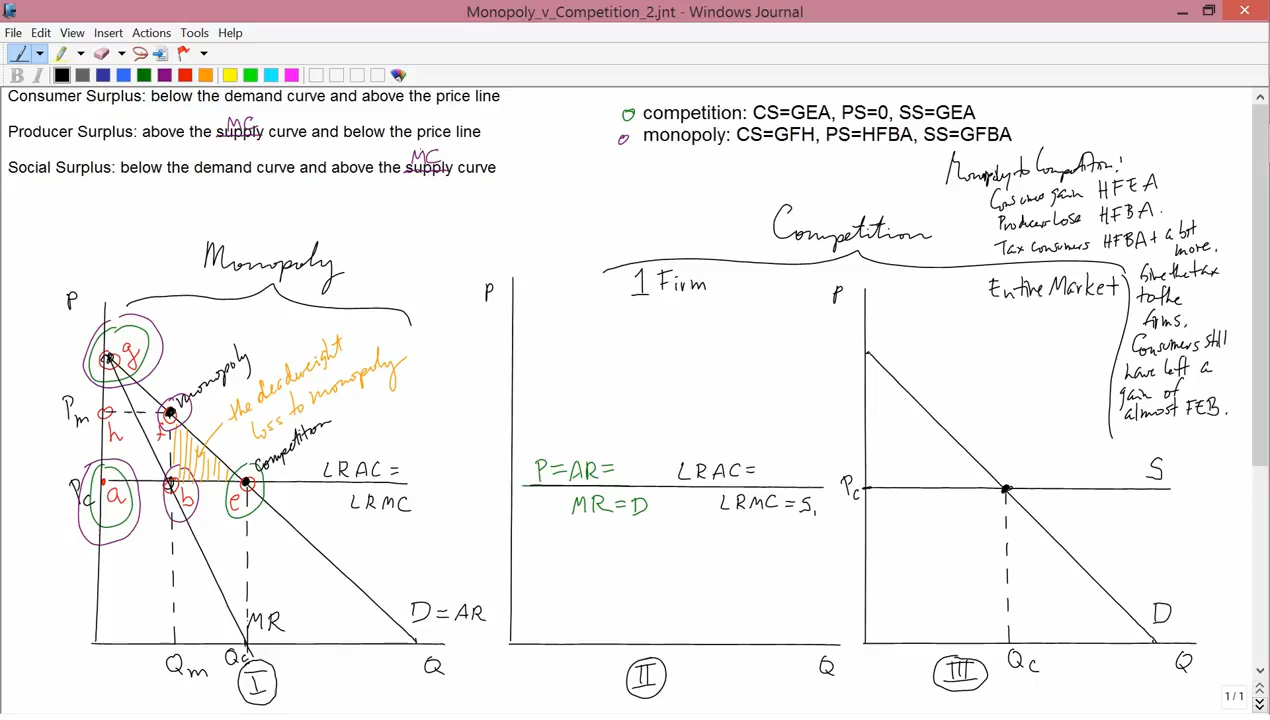 Monopoly_v_Competition_2.jnt - Windows Journal
File Edit View Insert Actions Tools Help
B I
Consumer Surplus: below the demand curve and above the price line
MC
Producer Surplus: above the supply curve and below the price line
MC
Social Surplus: below the demand curve and above the supply curve
competition: CS=GEA, PS=0, SS=GEA
monopoly: CS=GFH, PS=HFBA, SS=GFBA
Monopoly to Competition:
Consumer gain HFEA
Producer lose HFBA.
Tax consumers HFBA + a bit
more.
Give the tax
to the
firms.
Consumers still
have left a
gain of
almost FEB.
Monopoly
P
g
monopoly
Pm
h
f
the deadweight
loss to monopoly
competition
Pc
a
b
e
LRAC =
LRMC
MR
D = AR
Qm
Qc
Q
I
Competition
1 Firm
P
P = AR =
MR = D
LRAC =
LRMC = S,
Q
II
Entire Market
P
Pc
S
D
Qc
Q
III
1 / 1